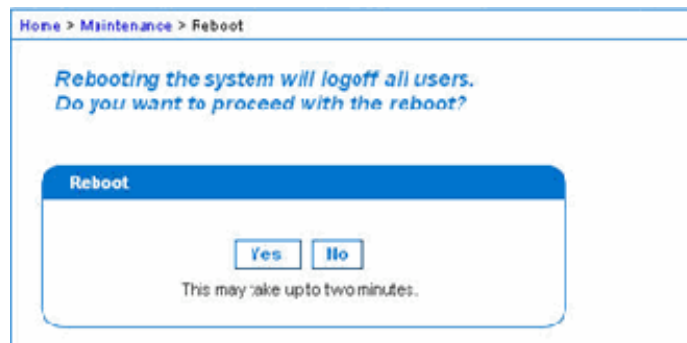 Home > Maintenance > Reboot
Rebooting the system will logoff all users.
Do you want to proceed with the reboot?
Reboot
Yes No
This may take up to two minutes.